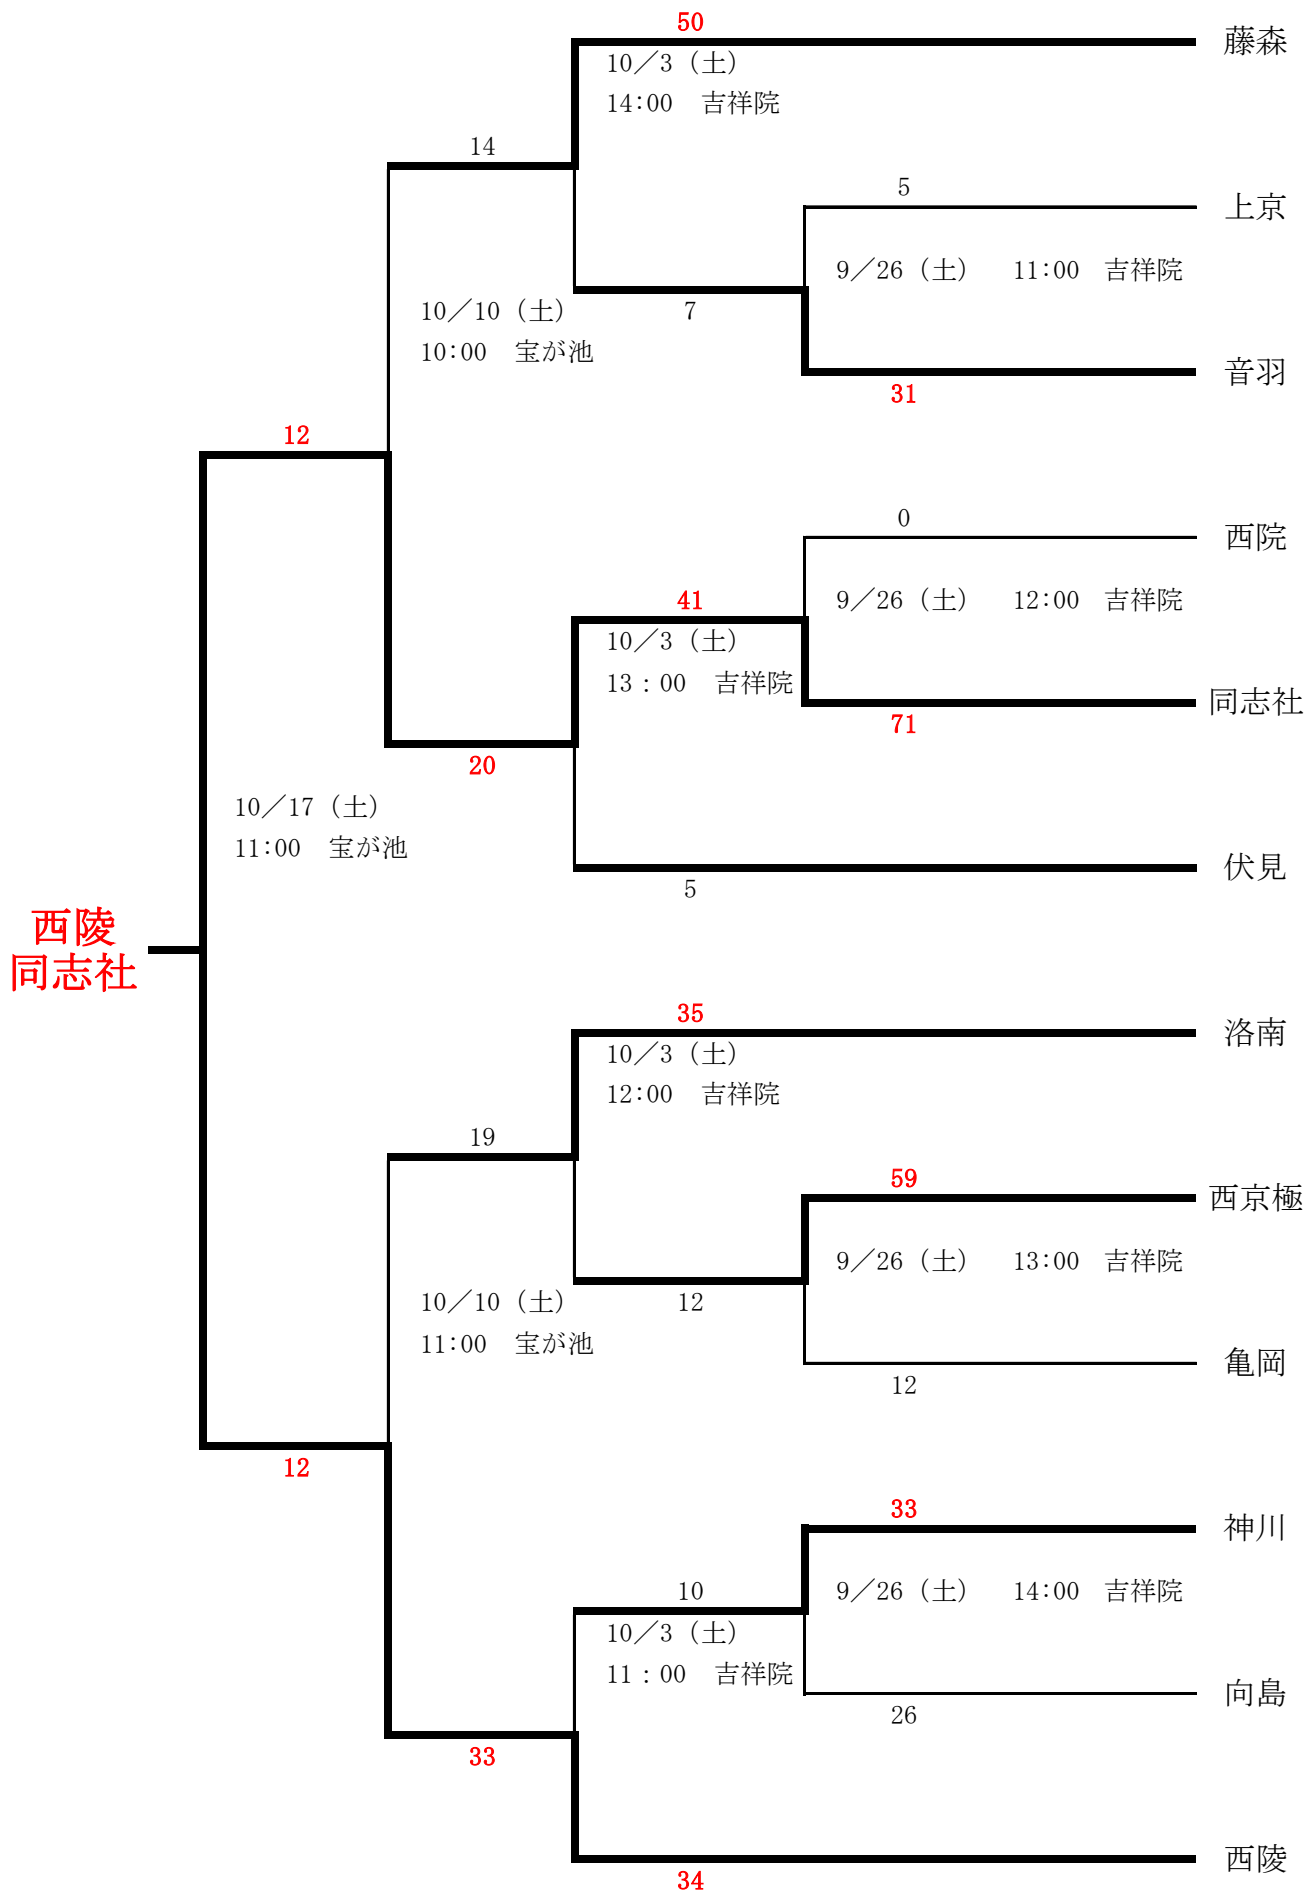 50
藤森
10／3（土）
14:00　吉祥院
14
5
上京
9／26（土）　11:00　吉祥院
10／10（土）
7
10:00　宝が池
音羽
31
12
0
西院
41
9／26（土）　12:00　吉祥院
10／3（土）
13：00　吉祥院
同志社
71
20
10／17（土）
11:00　宝が池
伏見
5
西陵
同志社
35
洛南
10／3（土）
12:00　吉祥院
19
59
西京極
9／26（土）　13:00　吉祥院
10／10（土）
12
11:00　宝が池
亀岡
12
12
33
神川
10
9／26（土）　14:00　吉祥院
10／3（土）
11：00　吉祥院
向島
26
33
西陵
34